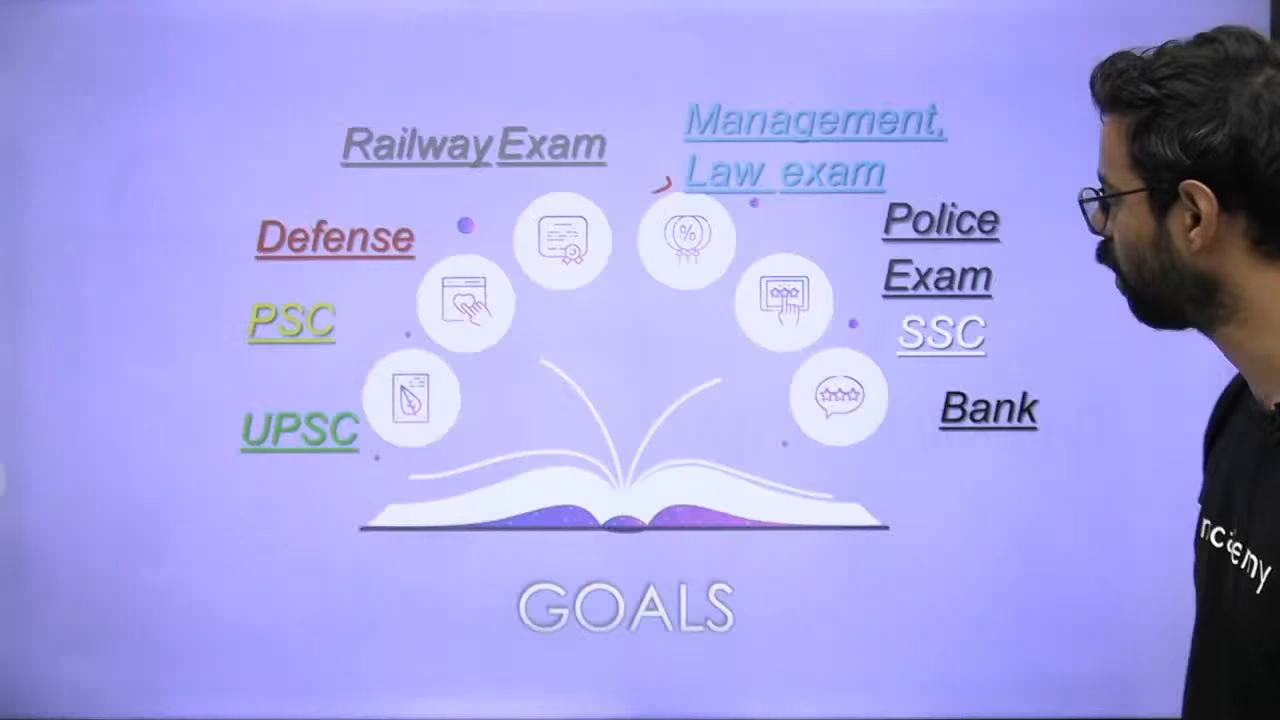 Railway Exam
Management,
Law exam
Defense
Police
Exam
PSC
SSC
UPSC
Bank
%
GOALS